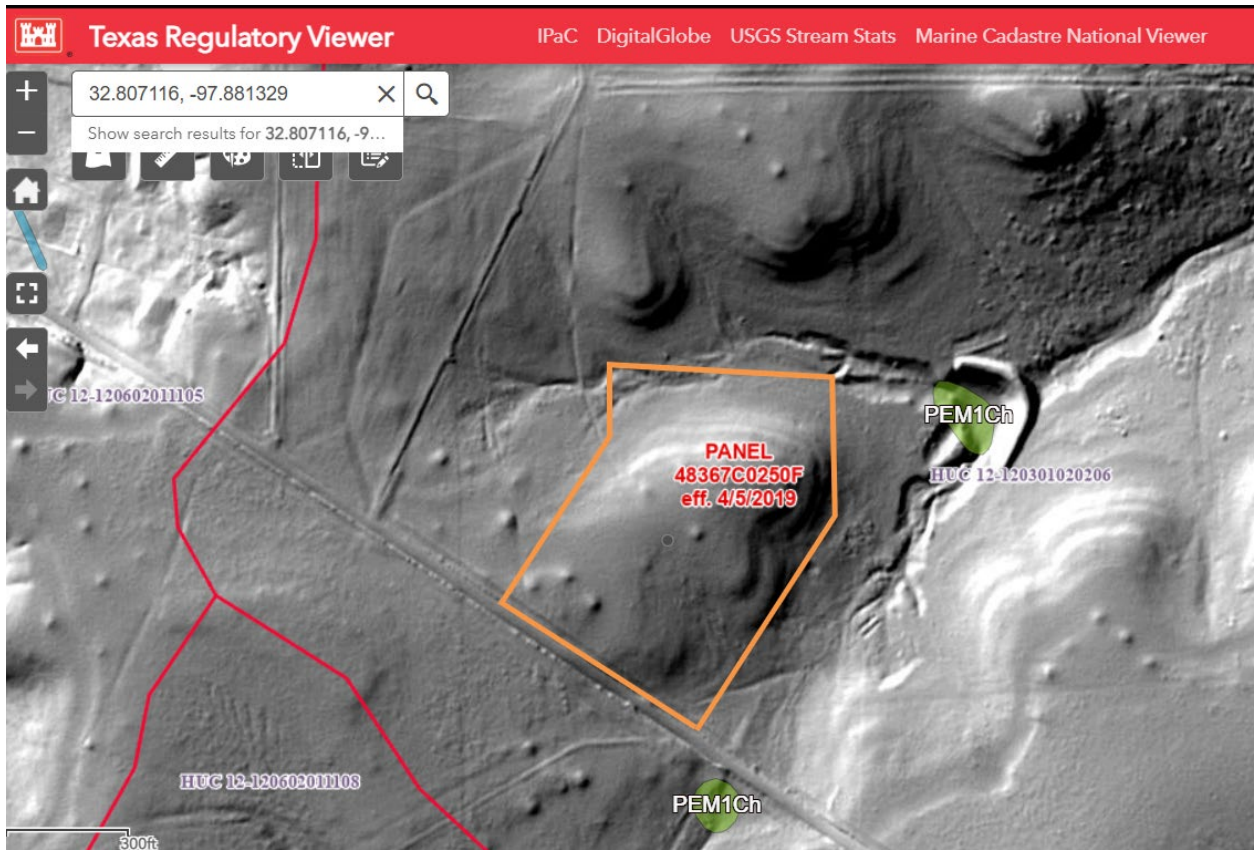 Texas Regulatory Viewer
IPaC DigitalGlobe USGS Stream Stats Marine Cadastre National Viewer
32.807116, -97.881329
Show search results for 32.807116, -9...
UC 12-120602011105
PEM1Ch
PANEL
48367C0250F
eff. 4/5/2019
HUC 12-120301020206
HUC 12-120602011108
PEM1Ch
300ft